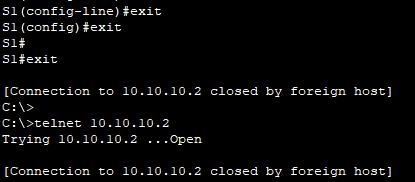 S1(config-line)#exit
S1(config)#exit
S1#
S1#exit
[Connection to 10.10.10.2 closed by foreign host]
C:\>
C:\>telnet 10.10.10.2
Trying 10.10.10.2 ...Open
[Connection to 10.10.10.2 closed by foreign host]